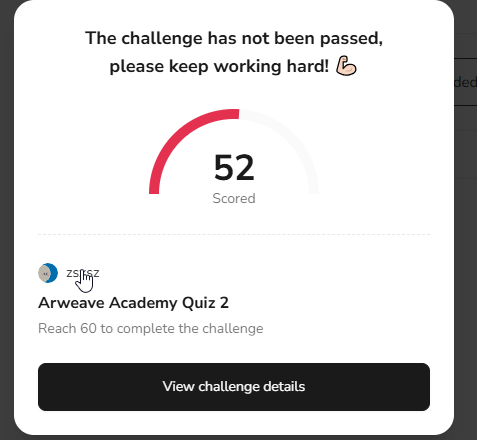 The challenge has not been passed,
please keep working hard! 💪🏻
52
Scored
Arweave Academy Quiz 2
Reach 60 to complete the challenge
View challenge details